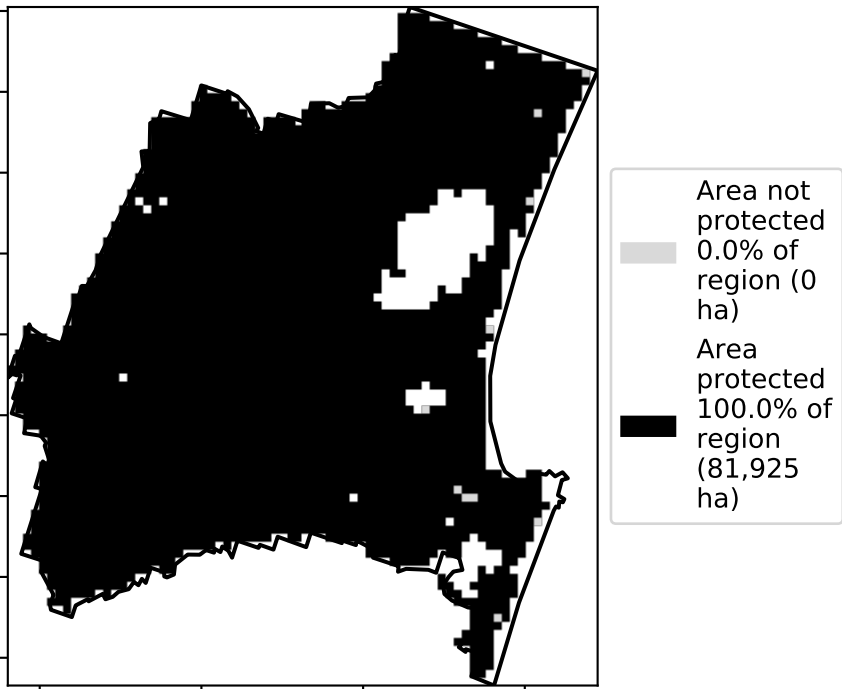 Area not
protected
0.0% of
region (0
ha)
Area
protected
100.0% of
region
(81,925
ha)